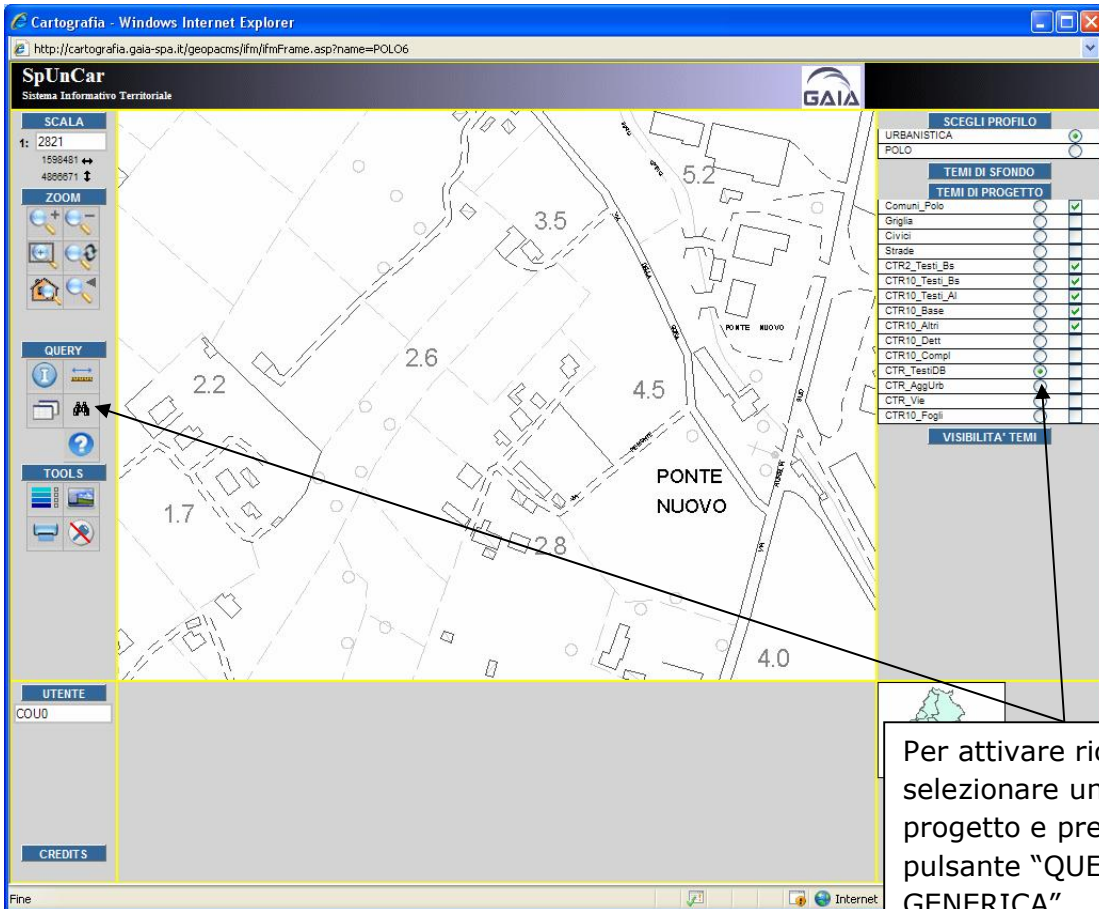 Cartografia - Windows Internet Explorer
http://cartografia.gaia-spa.it/geopacms/ifm/ifmFrame.asp?name=POLO6
SpUnCar
Sistema Informativo Territoriale
GAIA
SCALA
1: 2821
1598481
4866671
ZOOM
QUERY
TOOLS
UTENTE
COU0
CREDITS
5.2
3.5
PONTE NUOVO
2.6
2.2
4.5
PONTE
NUOVO
1.7
2.8
4.0
SCEGLI PROFILO
URBANISTICA
POLO
TEMI DI SFONDO
TEMI DI PROGETTO
Comuni_Polo
Griglia
Civici
Strade
CTR2_Testi_Bs
CTR10_Testi_Bs
CTR10_Testi_Al
CTR10_Base
CTR10_Altri
CTR10_Dett
CTR10_Compl
CTR_TestiDB
CTR_AggUrb
CTR_Vie
CTR10_Fogli
VISIBILITA' TEMI
Per attivare
selezionare
progetto e
pulsante
GENERICA"
Fine
Internet